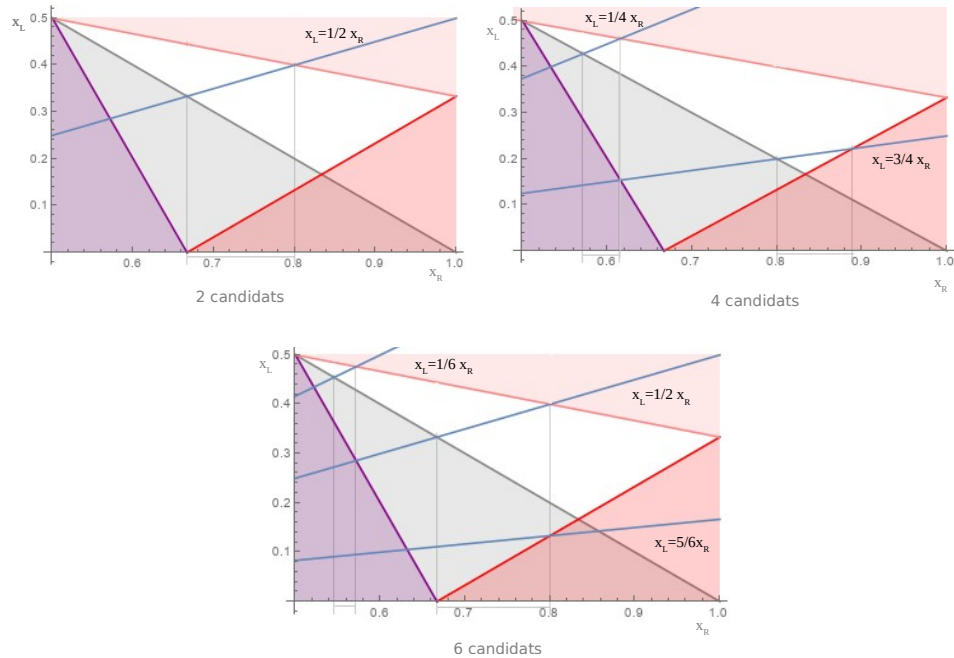 x_L
0.5
0.4
0.3
0.2
0.1
x_L=1/2 x_R
0.6
0.7
0.8
0.9
1.0
x_R
2 candidats
x_L
0.5
0.4
0.3
0.2
0.1
x_L=1/4 x_R
x_L=3/4 x_R
0.6
0.7
0.8
0.9
1.0
x_R
4 candidats
x_L
0.5
0.4
0.3
0.2
0.1
x_L=1/6 x_R
x_L=1/2 x_R
x_L=5/6x_R
0.6
0.7
0.8
0.9
1.0
x_R
6 candidats